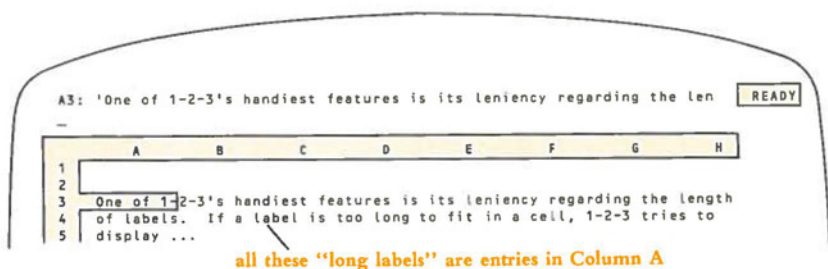 A3: 'One of 1-2-3's handiest features is its leniency regarding the len READY
A B C D E F G H
1
2
3 One of 1-2-3's handiest features is its leniency regarding the length
4 of labels. If a label is too long to fit in a cell, 1-2-3 tries to
5 display ...
all these "long labels" are entries in Column A